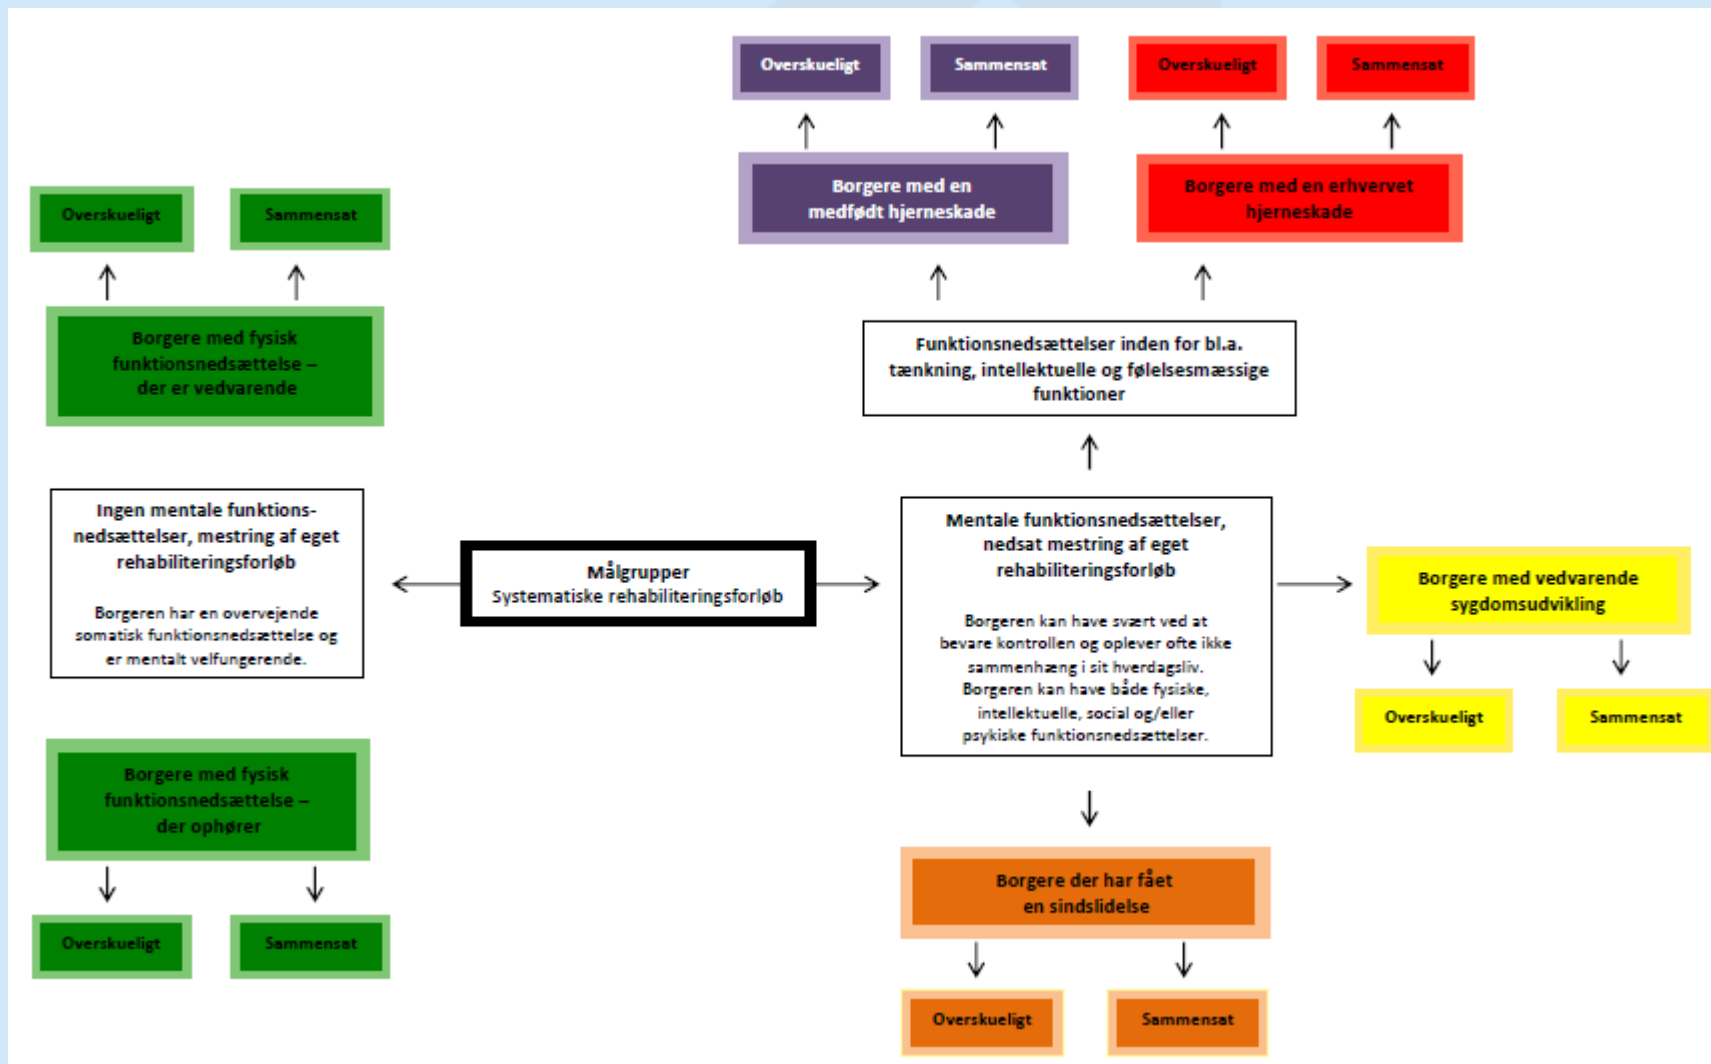 Overskueligt
Sammensat
Overskueligt
Sammensat
Borgere med en
medfødt hjerneskade
Borgere med en erhvervet
hjerneskade
Overskueligt
Sammensat
Borgere med fysisk
funktionsnedsættelse –
der er vedvarende
Funktionsnedsættelser inden for bl.a.
tænkning, intellektuelle og følelsesmæssige
funktioner
Ingen mentale funktions-
nedsættelser, mestring af eget
rehabiliteringsforløb
Borgeren har en overvejende
somatisk funktionsnedsættelse og
er mentalt velfungerende.
Målgrupper
Systematiske rehabiliteringsforløb
Mentale funktionsnedsættelser,
nedsat mestring af eget
rehabiliteringsforløb
Borgeren kan have svært ved at
bevare kontrollen og oplever ofte ikke
sammenhæng i sit hverdagsliv.
Borgeren kan have både fysiske,
intellektuelle, social og/eller
psykiske funktionsnedsættelser.
Borgere med vedvarende
sygdomsudvikling
Overskueligt
Sammensat
Borgere med fysisk
funktionsnedsættelse –
der ophører
Overskueligt
Sammensat
Borgere der har fået
en sindslidelse
Overskueligt
Sammensat